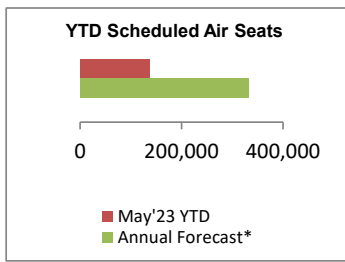 YTD Scheduled Air Seats
0 200,000 400,000
May'23 YTD
Annual Forecast*